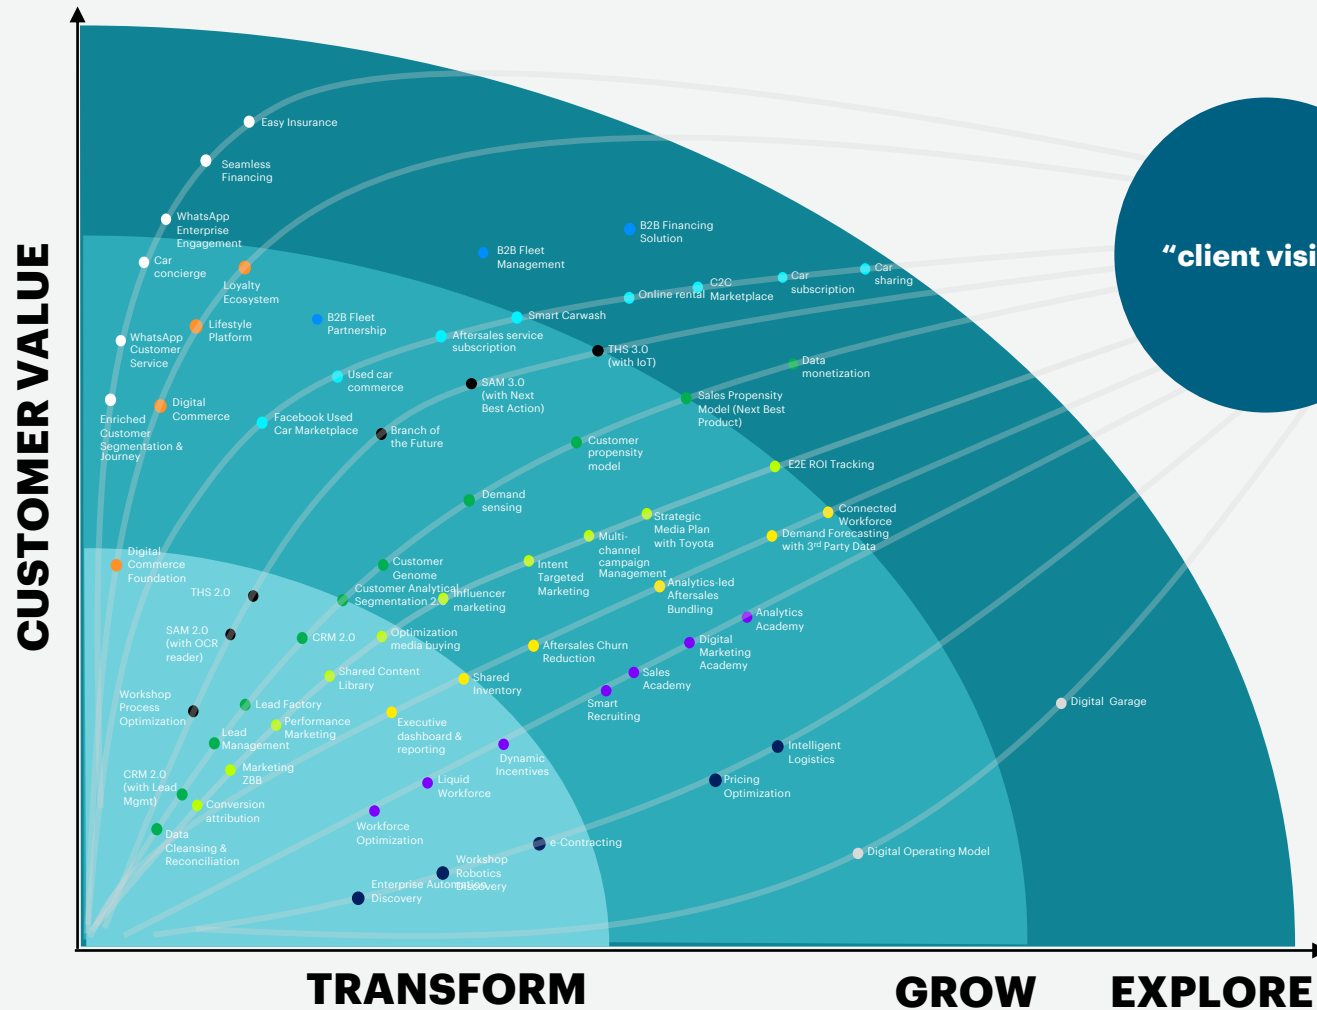 Easy Insurance
Seamless
Financing
WhatsApp
Enterprise
Engagement
Car
concierge
Loyalty
Ecosystem
B2B Financing
Solution
B2B Fleet
Management
Car
sharing
Car
subscription
C2C
Marketplace
Online rental
Smart Carwash
B2B Fleet
Partnership
Lifestyle
Platform
WhatsApp
Customer
Service
Aftersales service
subscription
THS 3.0
(with IoT)
Data
monetization
Used car
commerce
SAM 3.0
(with Next
Best Action)
Sales Propensity
Model (Next Best
Product)
Digital
Commerce
Enriched
Customer
Segmentation &
Journey
Facebook Used
Car Marketplace
Branch of
the Future
Customer
propensity
model
E2E ROI Tracking
Demand
sensing
Strategic
Media Plan
with Toyota
Connected
Workforce
Demand Forecasting
with 3rd Party Data
Multi-
channel
campaign
Management
Digital
Commerce
Foundation
Customer
Genome
Intent
Targeted
Marketing
Customer Analytical
Segmentation 2.
Influencer
marketing
Analytics-led
Aftersales
Bundling
THS 2.0
Analytics
Academy
SAM 2.0
(with OCR
reader)
CRM 2.0
Optimization
media buying
Aftersales Churn
Reduction
Digital
Marketing
Academy
Shared Content
Library
Shared
Inventory
Sales
Academy
Smart
Recruiting
Workshop
Process
Optimization
Lead Factory
Performance
Marketing
Executive
dashboard &
reporting
Digital Garage
Lead
Management
Dynamic
Incentives
Intelligent
Logistics
Marketing
ZBB
CRM 2.0
(with Lead
Mgmt)
Liquid
Workforce
Pricing
Optimization
Conversion
attribution
Workforce
Optimization
Data
Cleansing &
Reconciliation
e-Contracting
Digital Operating Model
Workshop
Robotics
Discovery
Enterprise Automation
Discovery
CUSTOMER VALUE
TRANSFORM
GROW
EXPLORE
“client visi